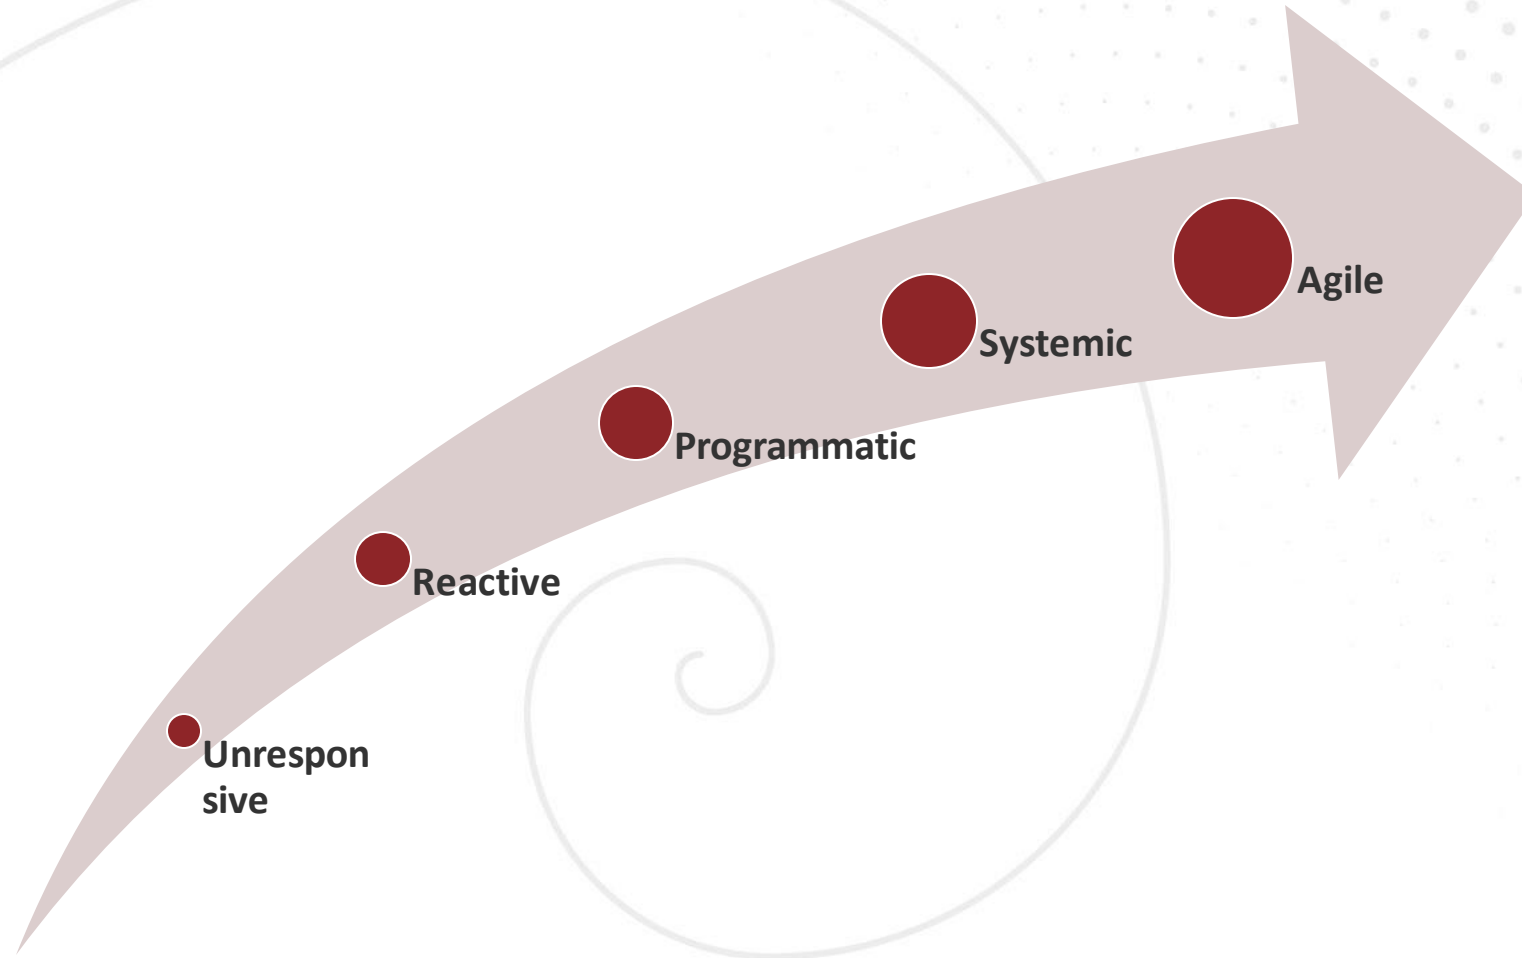 Agile
Systemic
Programmatic
Reactive
Unrespon
sive